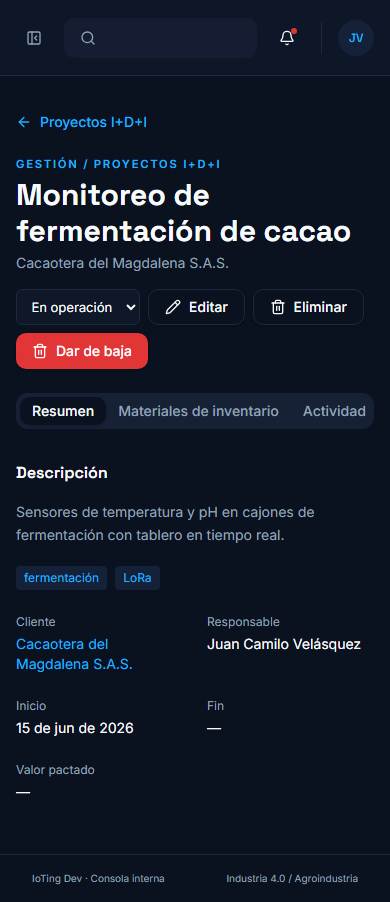 JV
Proyectos I+D+I
GESTIÓN / PROYECTOS I+D+I
Monitoreo de
fermentación de cacao
Cacaotera del Magdalena S.A.S.
En operación
Editar
Eliminar
Dar de baja
Resumen
Materiales de inventario
Actividad
Descripción
Sensores de temperatura y pH en cajones de
fermentación con tablero en tiempo real.
fermentación
LoRa
Cliente
Responsable
Cacaotera del
Magdalena S.A.S.
Juan Camilo Velásquez
Inicio
Fin
15 de jun de 2026
—
Valor pactado
—
IoTing Dev · Consola interna
Industria 4.0 / Agroindustria